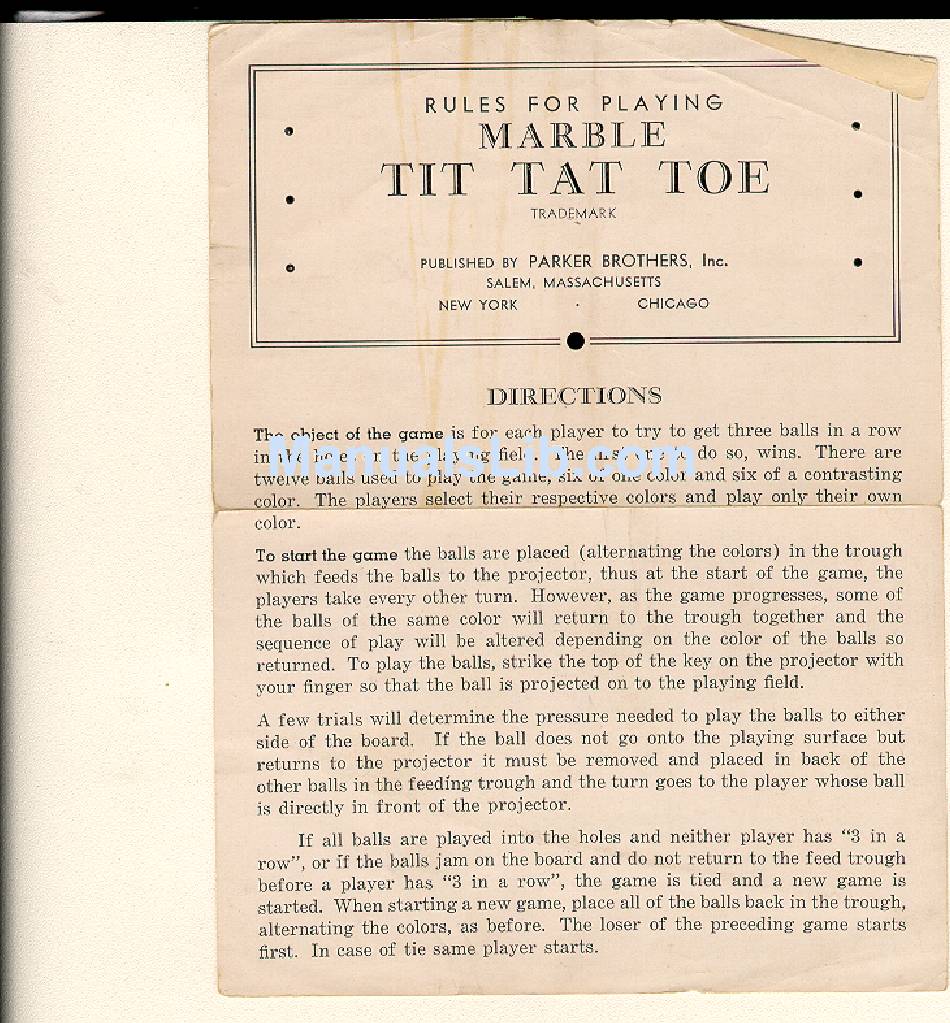 RULES FOR PLAYING
MARBLE
TIT TAT TOE
TRADEMARK
PUBLISHED BY PARKER BROTHERS, Inc.
SALEM, MASSACHUSETTS
NEW YORK · CHICAGO
DIRECTIONS
The object of the game is for each player to try to get three balls in a row
in the holes in the playing field. The first one to do so, wins. There are
ManualsLib.com
twelve balls used to play the game, six of one color and six of a contrasting
color. The players select their respective colors and play only their own
color.
To start the game the balls are placed (alternating the colors) in the trough
which feeds the balls to the projector, thus at the start of the game, the
players take every other turn. However, as the game progresses, some of
the balls of the same color will return to the trough together and the
sequence of play will be altered depending on the color of the balls so
returned. To play the balls, strike the top of the key on the projector with
your finger so that the ball is projected on to the playing field.
A few trials will determine the pressure needed to play the balls to either
side of the board. If the ball does not go onto the playing surface but
returns to the projector it must be removed and placed in back of the
other balls in the feeding trough and the turn goes to the player whose ball
is directly in front of the projector.
If all balls are played into the holes and neither player has “3 in a
row”, or if the balls jam on the board and do not return to the feed trough
before a player has “3 in a row”, the game is tied and a new game is
started. When starting a new game, place all of the balls back in the trough,
alternating the colors, as before. The loser of the preceding game starts
first. In case of tie same player starts.